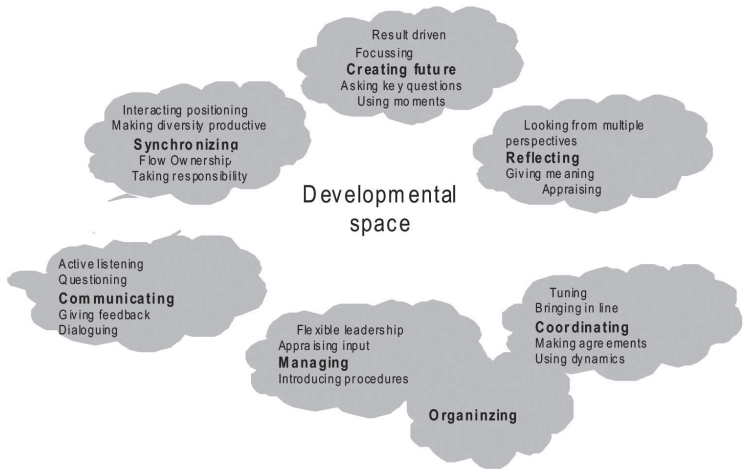 Result driven
Focussing
Creating future
Asking key questions
Using moments
Interacting positioning
Making diversity productive
Synchronizing
Flow Ownership
Taking responsibility
Looking from multiple
perspectives
Reflecting
Giving meaning
Appraising
Developmental
space
Active listening
Questioning
Communicating
Giving feedback
Dialoguing
Tuning
Bringing in line
Coordinating
Making agreements
Using dynamics
Flexible leadership
Appraising input
Managing
Introducing procedures
Organinzing